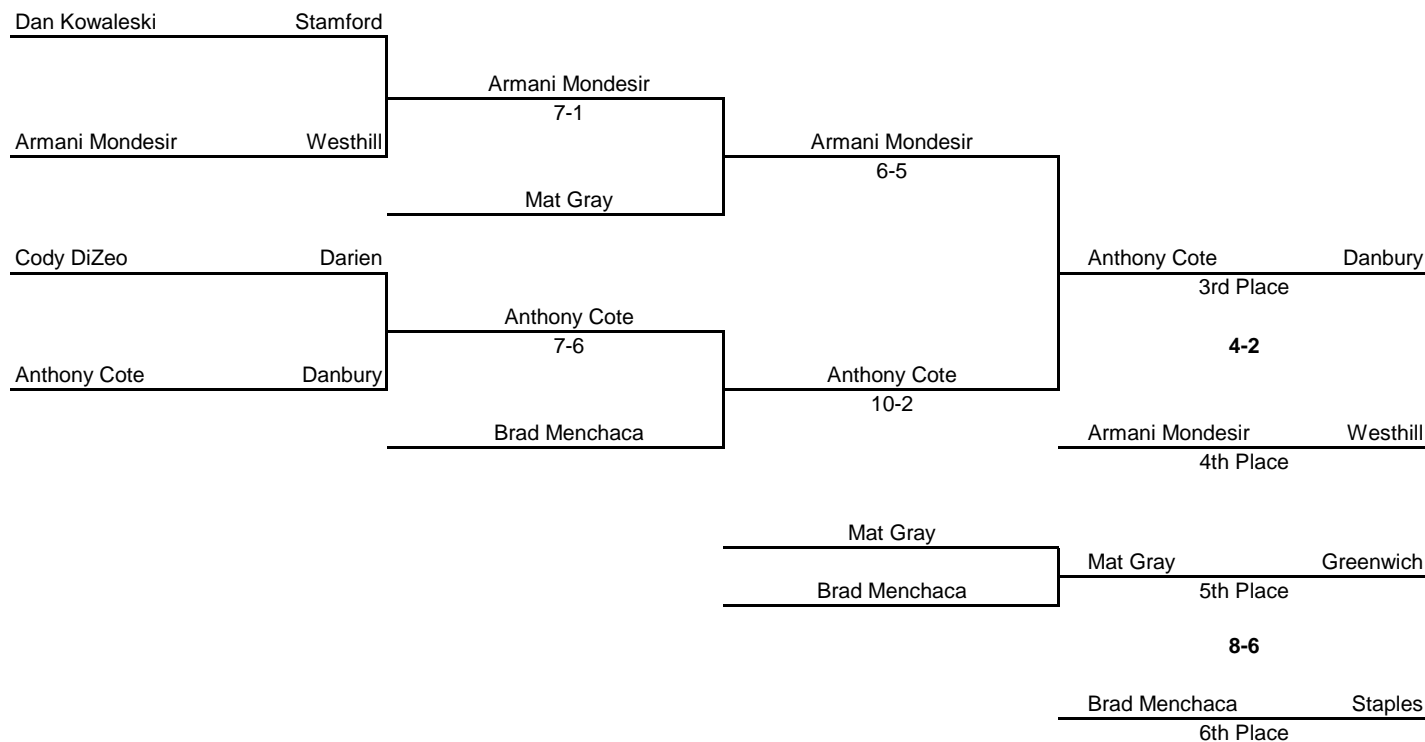 Dan Kowaleski Stamford
Armani Mondesir
7-1
Armani Mondesir Westhill
Armani Mondesir
6-5
Mat Gray
Cody DiZeo Darien
Anthony Cote Danbury
3rd Place
Anthony Cote
7-6
4-2
Anthony Cote Danbury
Anthony Cote
10-2
Brad Menchaca
Armani Mondesir Westhill
4th Place
Mat Gray
Mat Gray Greenwich
Brad Menchaca
5th Place
8-6
Brad Menchaca Staples
6th Place